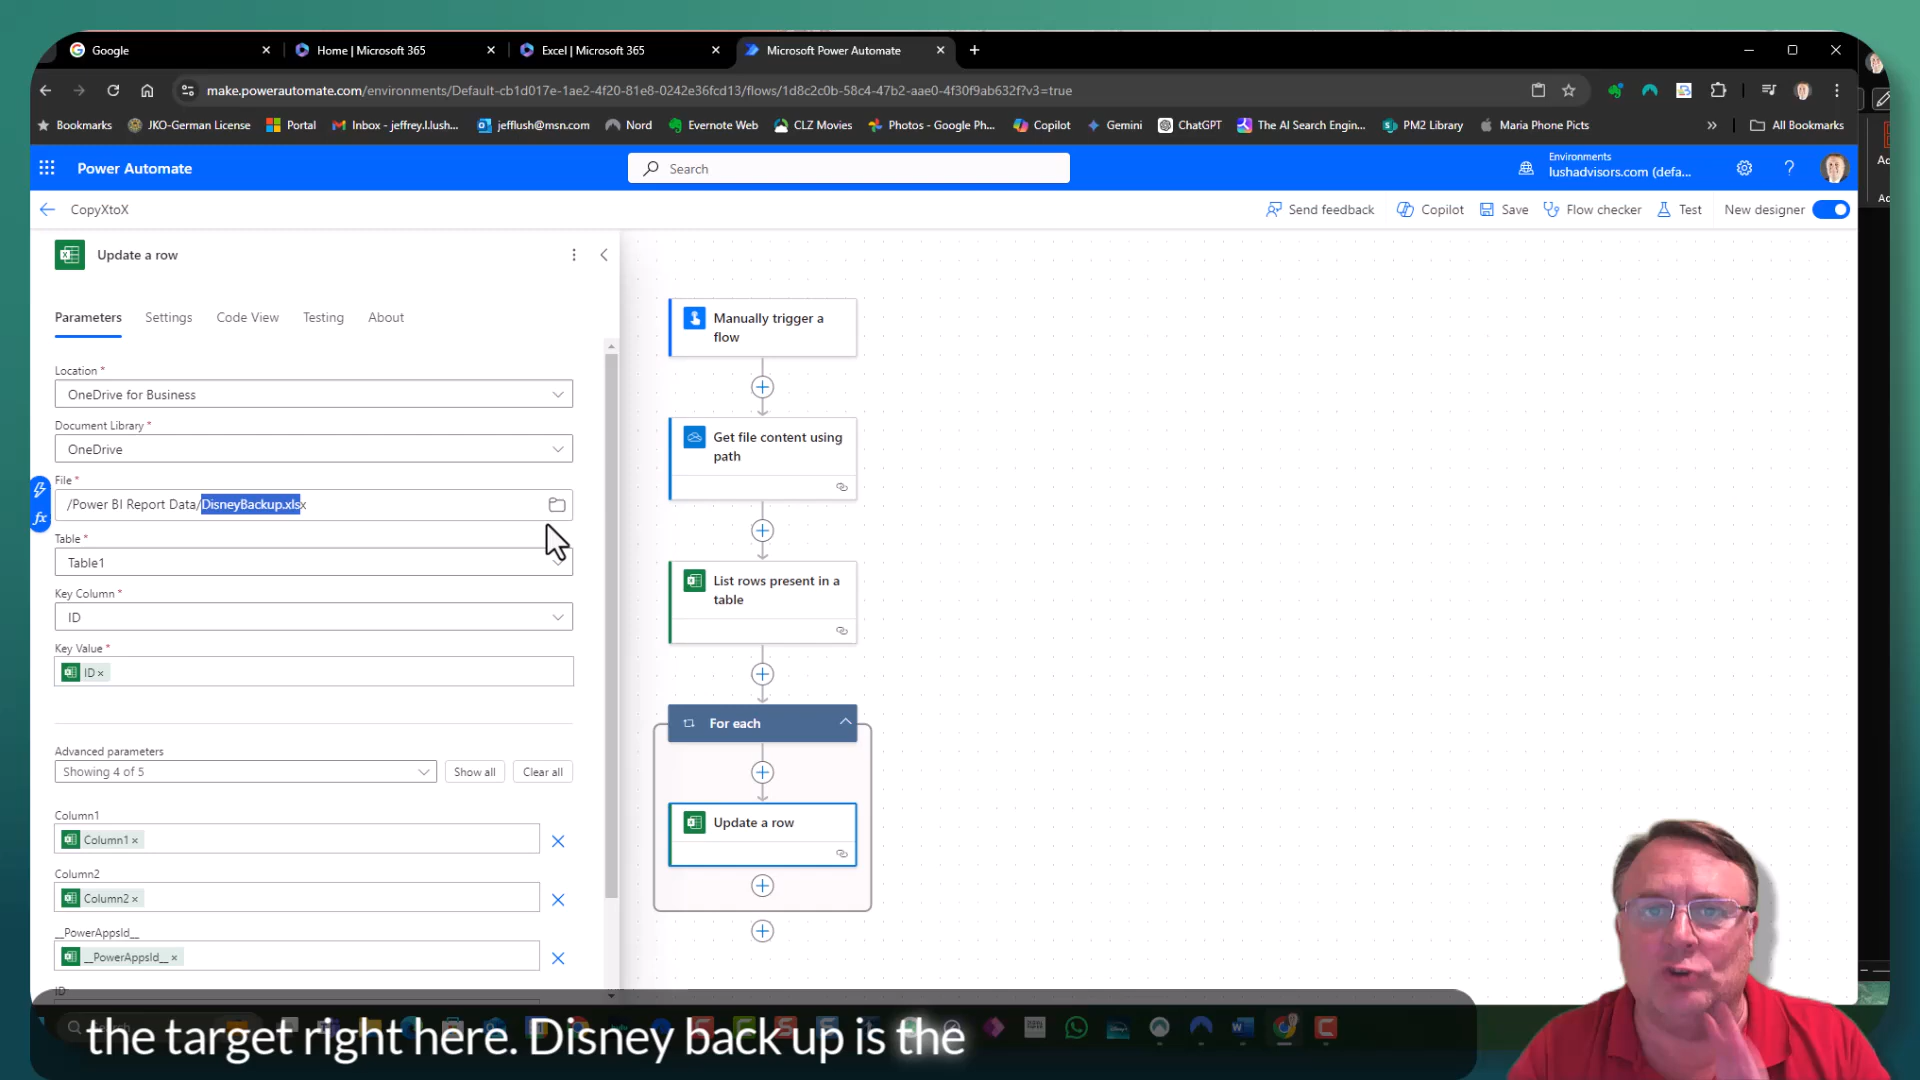 Google
Home | Microsoft 365
Excel | Microsoft 365
Microsoft Power Automate
make.powerautomate.com/environments/Default-cb1d017e-1ae2-4f20-81e8-0242e36fcd13/flows/1d8c2c0b-58c4-47b2-aae0-4f30f9ab632f?v3=true
Bookmarks
JKO-German License
Portal
Inbox - jeffrey.l.lush...
jefflush@msn.com
Nord
Evernote Web
CLZ Movies
Photos - Google Ph...
Copilot
Gemini
ChatGPT
The AI Search Engin...
PM2 Library
Maria Phone Picts
All Bookmarks
Power Automate
Search
Environments
lushadvisors.com (defa...
CopyXtoX
Send feedback
Copilot
Save
Flow checker
Test
New designer
Update a row
Parameters
Settings
Code View
Testing
About
Location *
OneDrive for Business
Document Library *
OneDrive
File *
/Power BI Report Data/DisneyBackup.xlsx
fx
Table *
Table1
Key Column *
ID
Key Value *
ID ×
Advanced parameters
Showing 4 of 5
Show all
Clear all
Column1
Column1 ×
Column2
Column2 ×
__PowerAppsId__
__PowerAppsId__ ×
ID
Manually trigger a
flow
Get file content using
path
List rows present in a
table
For each
Update a row
the target right here. Disney back up is the